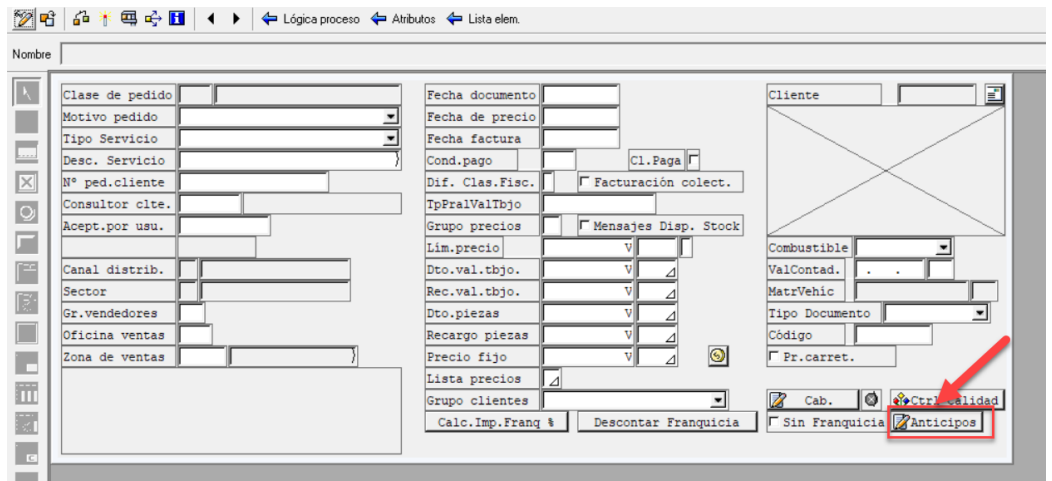 Lógica proceso Atributos Lista elem.
Nombre
Clase de pedido
Motivo pedido
Tipo Servicio
Desc. Servicio
Nº ped.cliente
Consultor clte.
Acept.por usu.
Canal distrib.
Sector
Gr.vendedores
Oficina ventas
Zona de ventas
Fecha documento
Fecha de precio
Fecha factura
Cond.pago Cl.Paga
Dif. Clas.Fisc. Facturación colect.
TpPralValTbjo
Grupo precios Mensajes Disp. Stock
Lim.precio V
Dto.val.tbjo. V
Rec.val.tbjo. V
Dto.piezas V
Recargo piezas V
Precio fijo V
Lista precios
Grupo clientes
Calc.Imp.Franq % Descontar Franquicia
Cliente
Combustible
ValContad. . .
MatrVehic
Tipo Documento
Código
Pr.carret.
Cab. Ctrl calidad
Sin Franquicia Anticipos